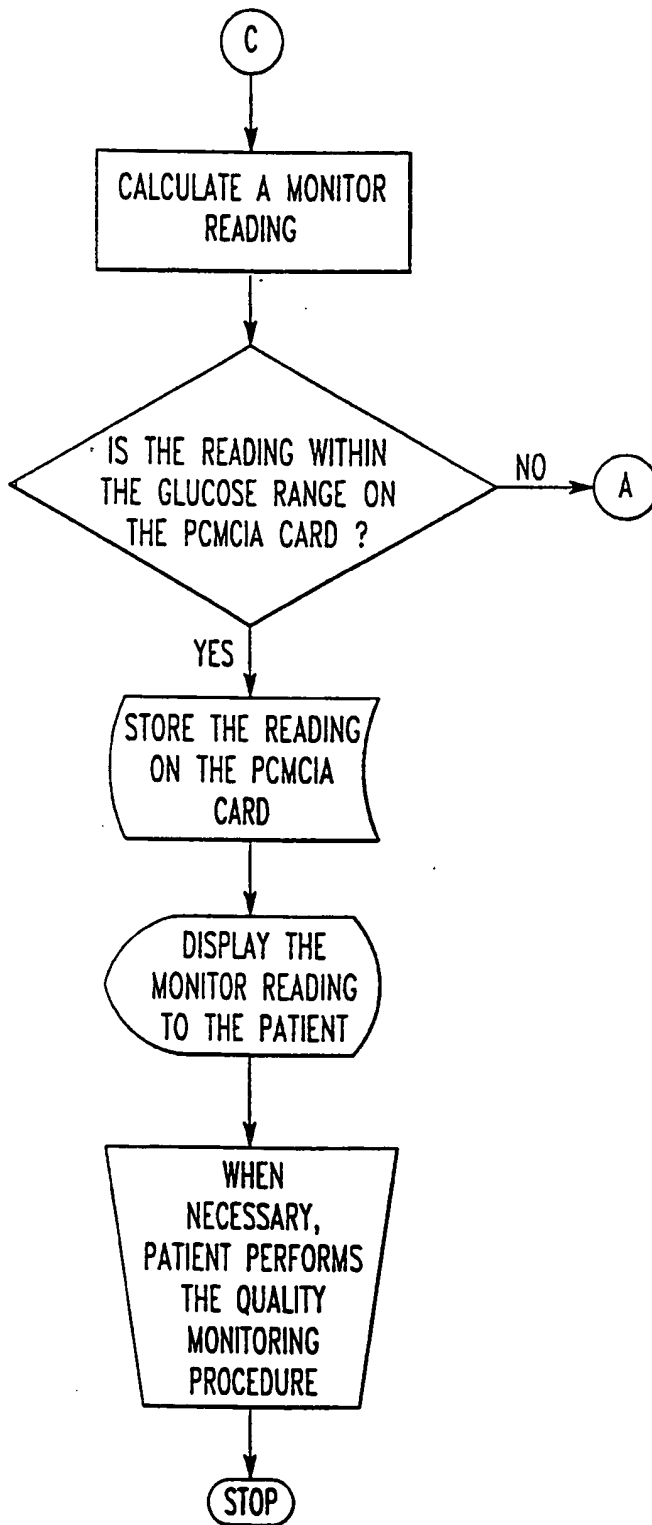 C
CALCULATE A MONITOR
READING
IS THE READING WITHIN
THE GLUCOSE RANGE ON
THE PCMCIA CARD ?
NO
A
YES
STORE THE READING
ON THE PCMCIA
CARD
DISPLAY THE
MONITOR READING
TO THE PATIENT
WHEN
NECESSARY,
PATIENT PERFORMS
THE QUALITY
MONITORING
PROCEDURE
STOP